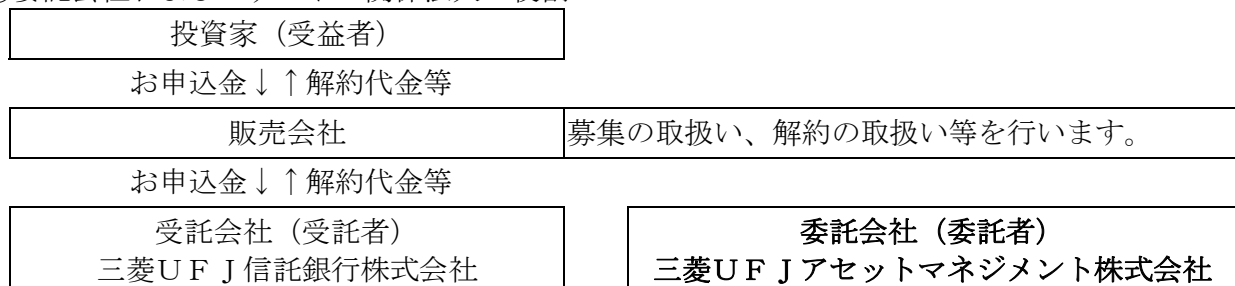 投資家（受益者）
お申込金↓↑解約代金等
販売会社
募集の取扱い、解約の取扱い等を行います。
お申込金↓↑解約代金等
受託会社（受託者）
三菱ＵＦＪ信託銀行株式会社
委託会社（委託者）
三菱ＵＦＪアセットマネジメント株式会社